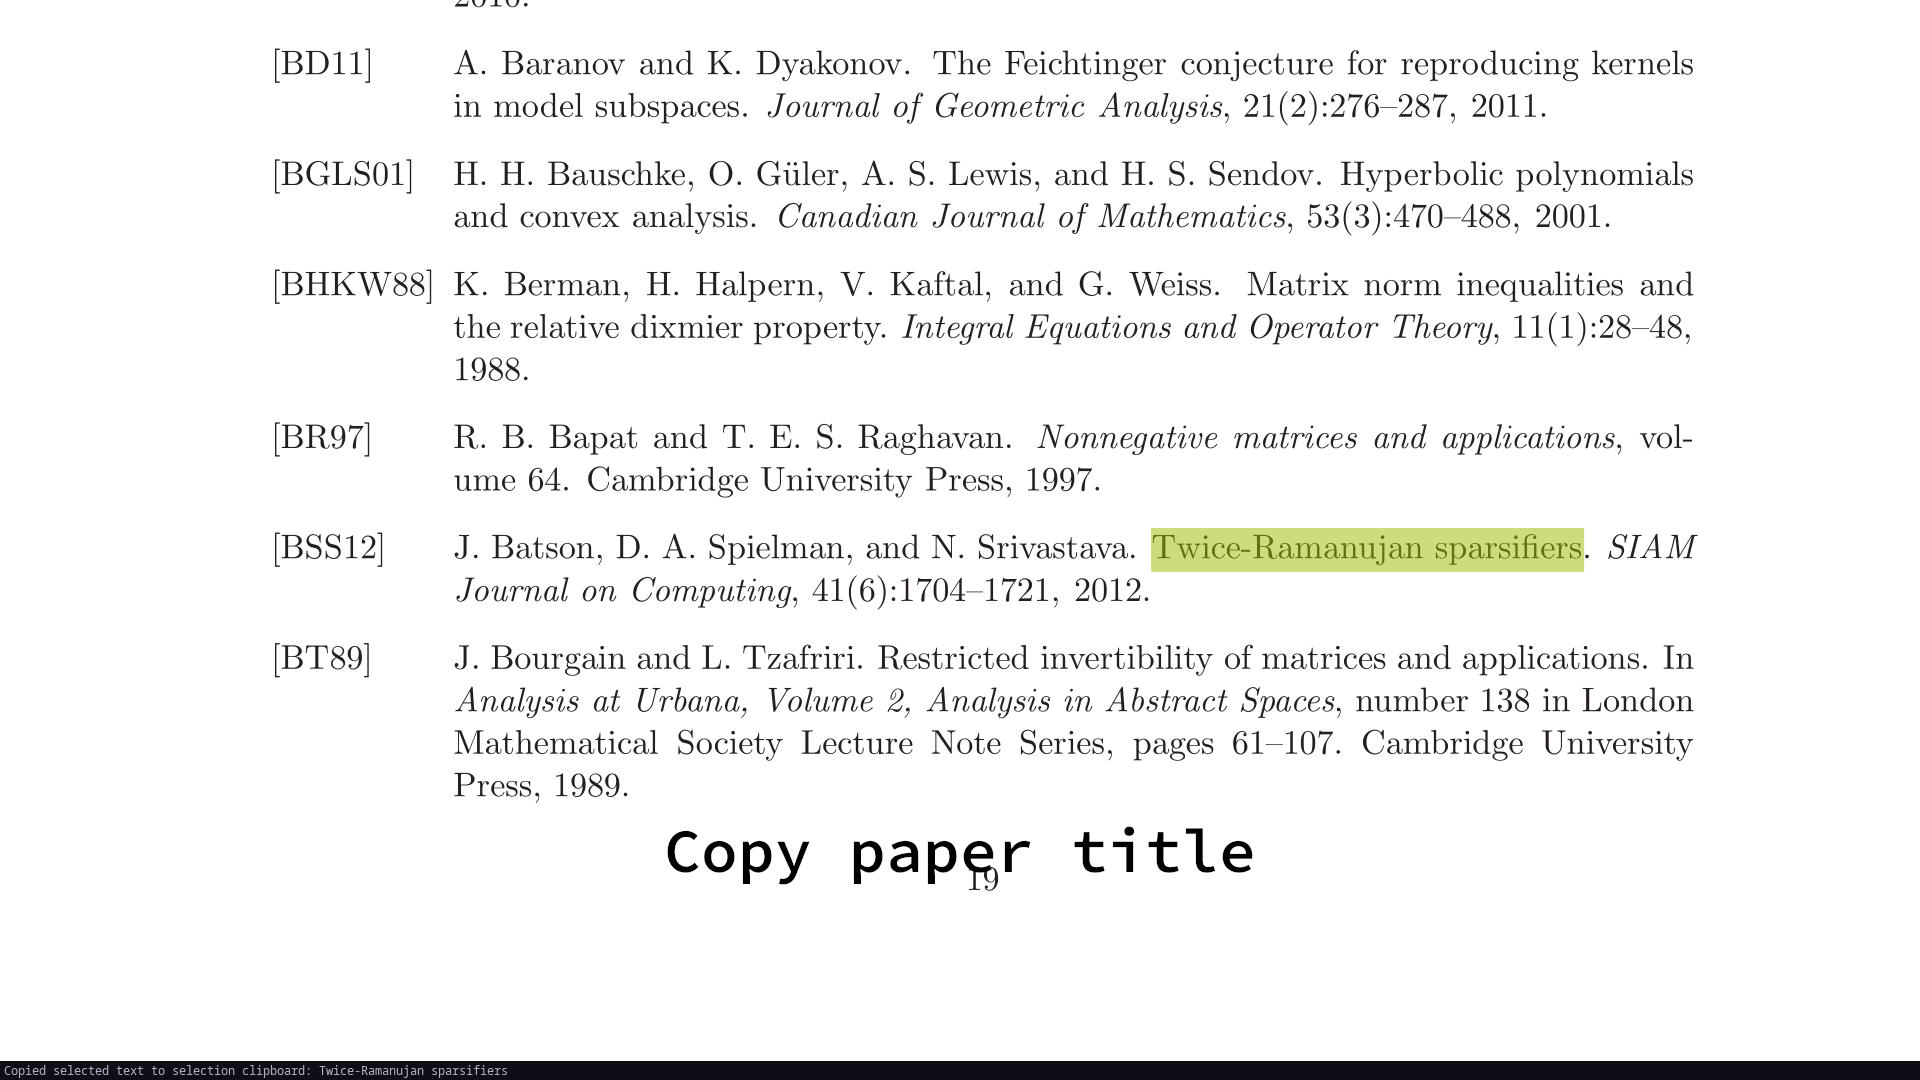 2010.
[BD11] A. Baranov and K. Dyakonov. The Feichtinger conjecture for reproducing kernels
in model subspaces. Journal of Geometric Analysis, 21(2):276–287, 2011.
[BGLS01] H. H. Bauschke, O. Güler, A. S. Lewis, and H. S. Sendov. Hyperbolic polynomials
and convex analysis. Canadian Journal of Mathematics, 53(3):470–488, 2001.
[BHKW88] K. Berman, H. Halpern, V. Kaftal, and G. Weiss. Matrix norm inequalities and
the relative dixmier property. Integral Equations and Operator Theory, 11(1):28–48,
1988.
[BR97] R. B. Bapat and T. E. S. Raghavan. Nonnegative matrices and applications, vol-
ume 64. Cambridge University Press, 1997.
[BSS12] J. Batson, D. A. Spielman, and N. Srivastava. Twice-Ramanujan sparsifiers. SIAM
Journal on Computing, 41(6):1704–1721, 2012.
[BT89] J. Bourgain and L. Tzafriri. Restricted invertibility of matrices and applications. In
Analysis at Urbana, Volume 2, Analysis in Abstract Spaces, number 138 in London
Mathematical Society Lecture Note Series, pages 61–107. Cambridge University
Press, 1989.
Copy paper title
19
Copied selected text to selection clipboard: Twice-Ramanujan sparsifiers